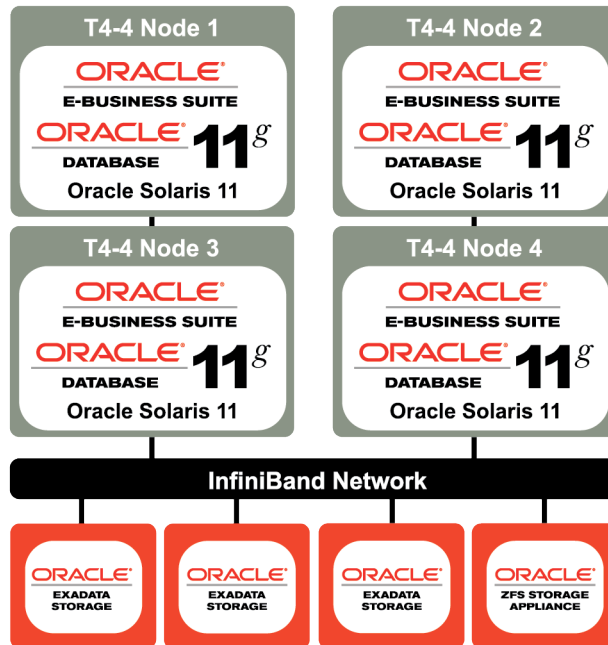 T4-4 Node 1
ORACLE®
E-BUSINESS SUITE
ORACLE® 11g
DATABASE
Oracle Solaris 11
T4-4 Node 2
ORACLE®
E-BUSINESS SUITE
ORACLE® 11g
DATABASE
Oracle Solaris 11
T4-4 Node 3
ORACLE®
E-BUSINESS SUITE
ORACLE® 11g
DATABASE
Oracle Solaris 11
T4-4 Node 4
ORACLE®
E-BUSINESS SUITE
ORACLE® 11g
DATABASE
Oracle Solaris 11
InfiniBand Network
ORACLE®
EXADATA
STORAGE
ORACLE®
EXADATA
STORAGE
ORACLE®
EXADATA
STORAGE
ORACLE®
ZFS STORAGE
APPLIANCE